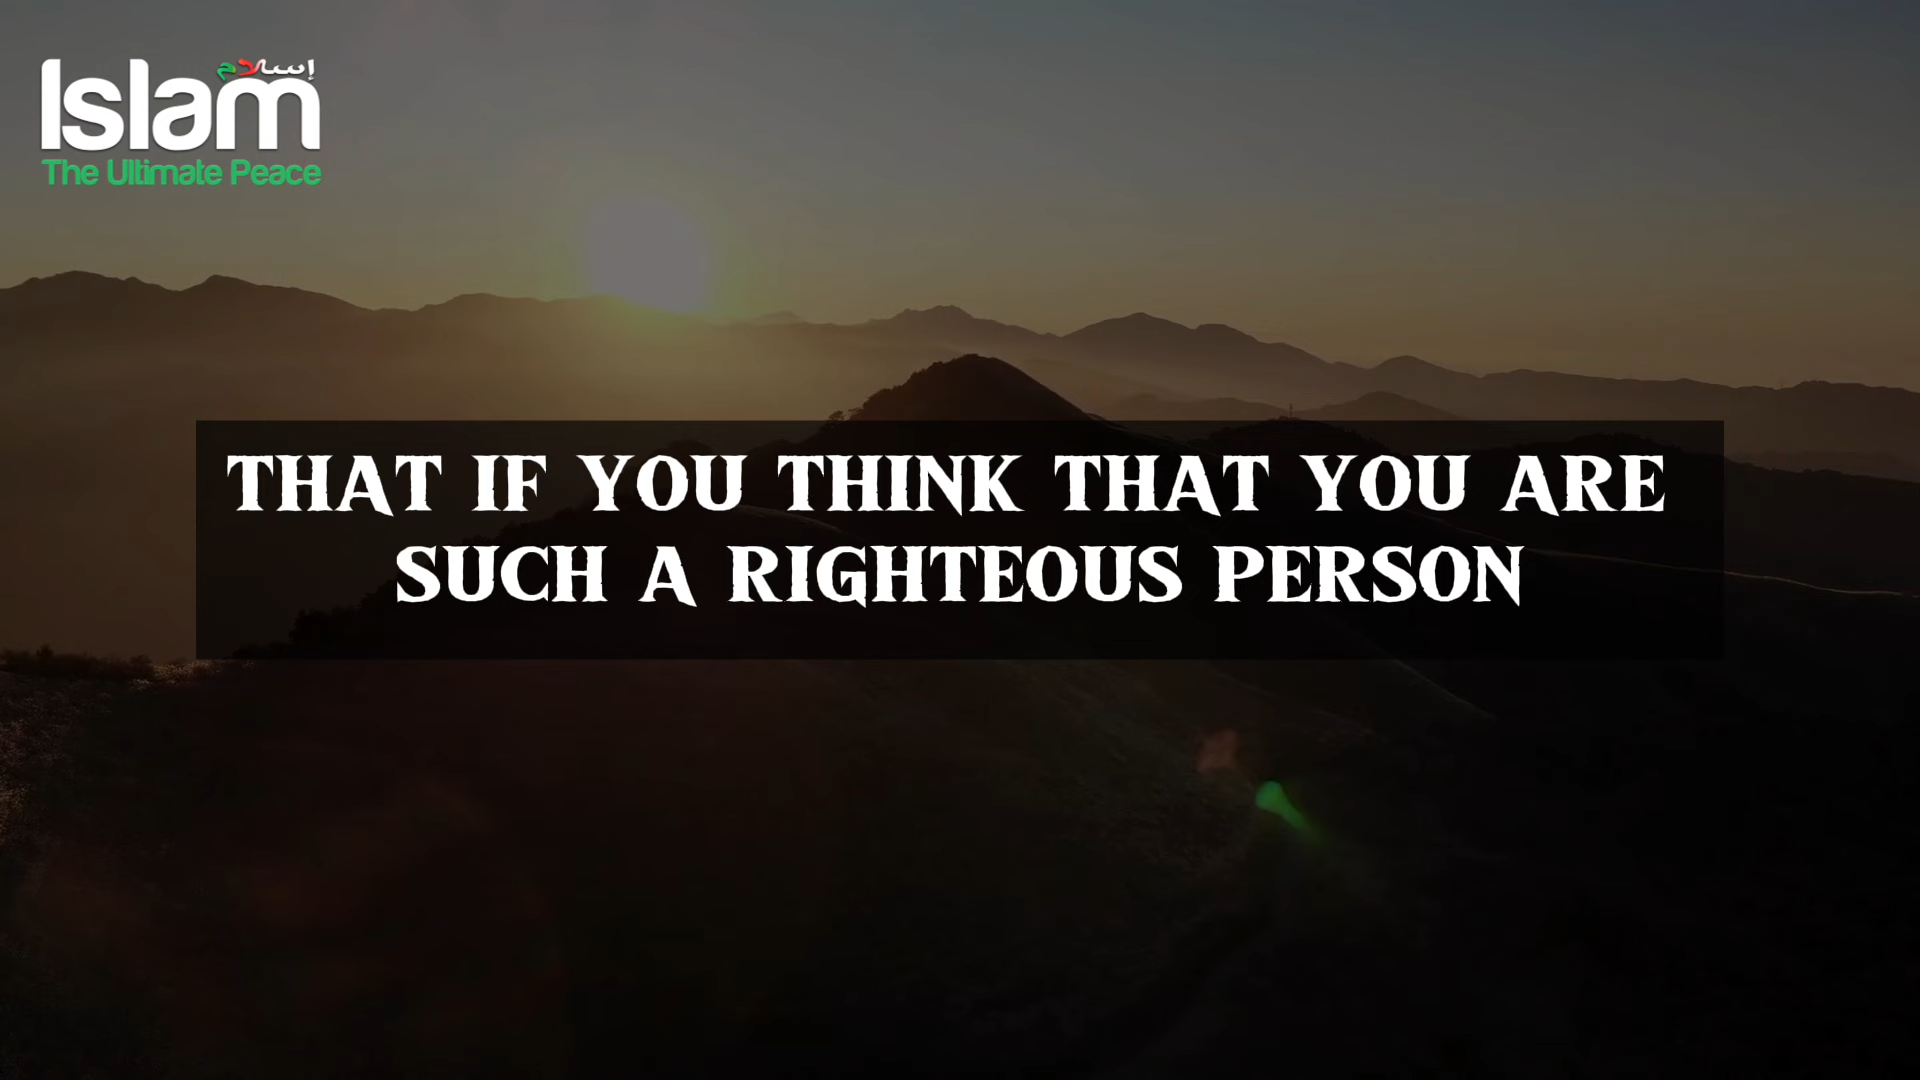 إسلام
Islam
The Ultimate Peace
THAT IF YOU THINK THAT YOU ARE
SUCH A RIGHTEOUS PERSON